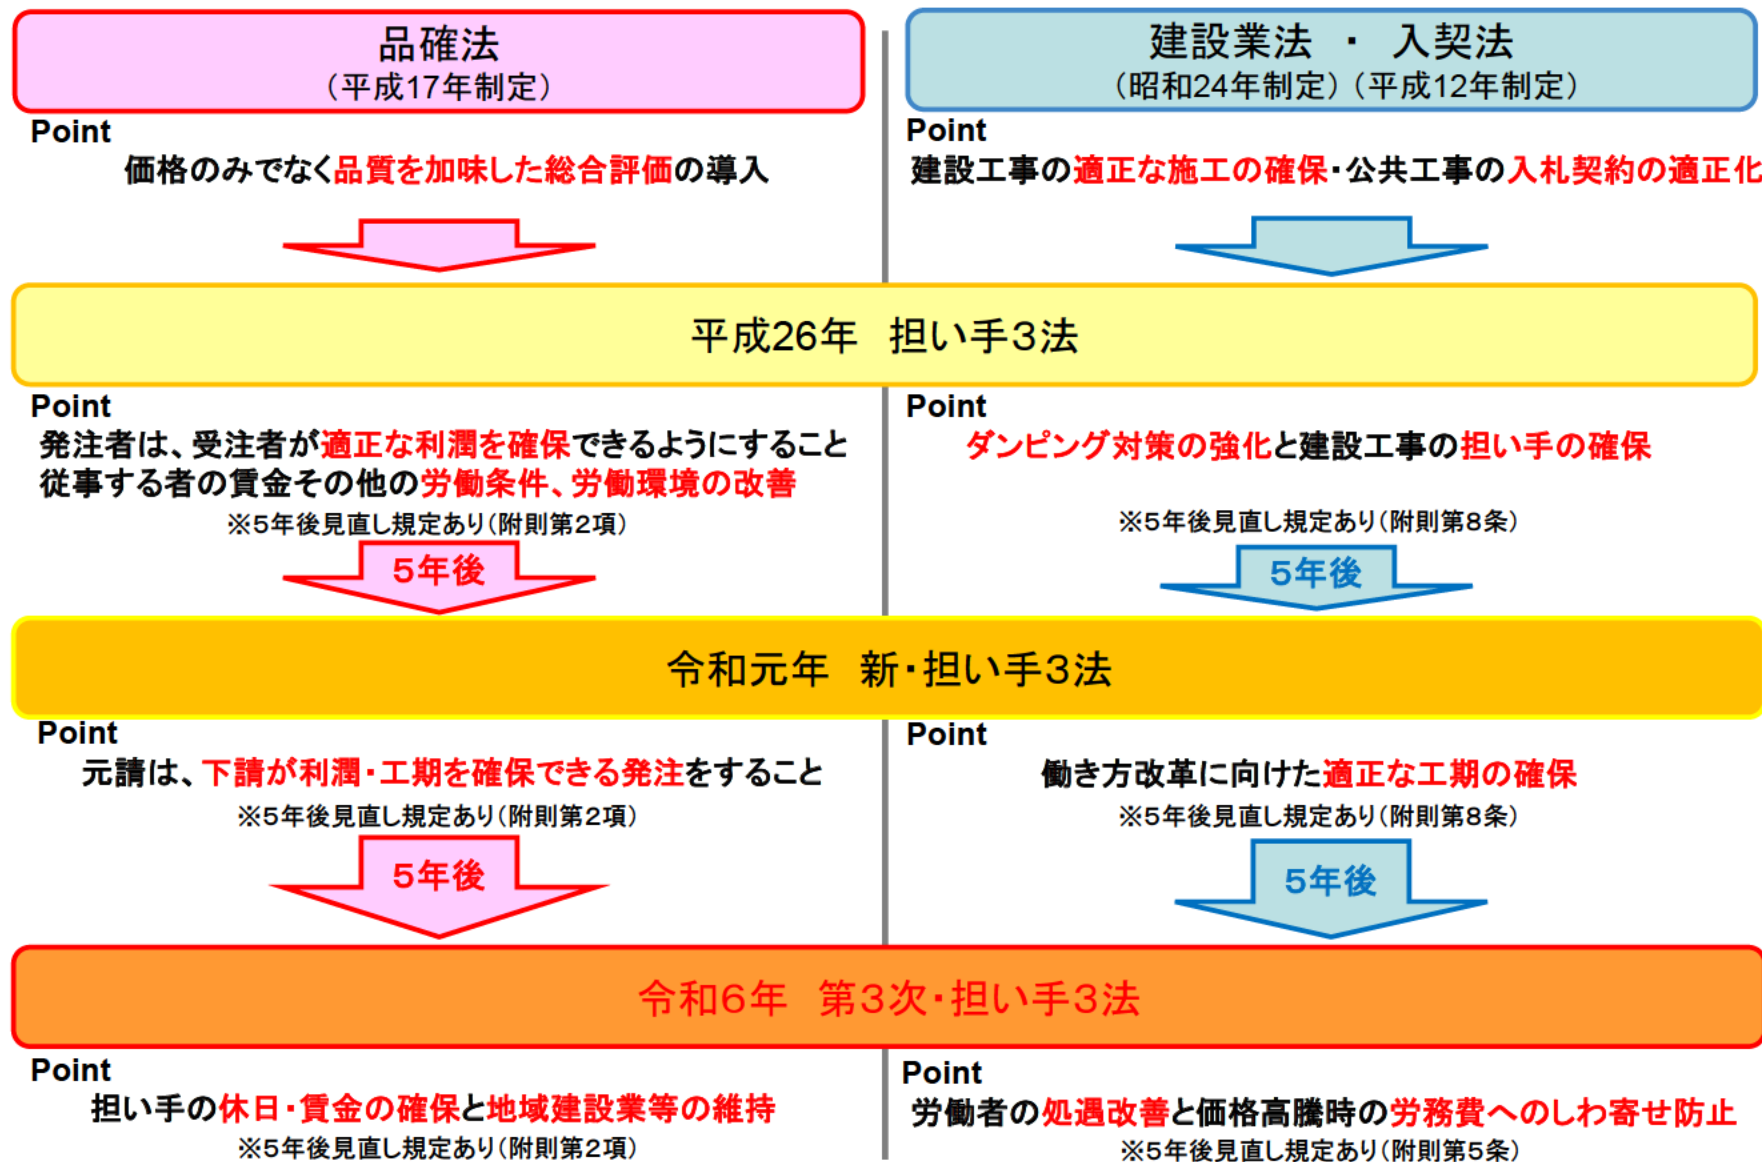 品確法
（平成17年制定）
建設業法　・　入契法
（昭和24年制定）（平成12年制定）
Point
価格のみでなく品質を加味した総合評価の導入
Point
建設工事の適正な施工の確保・公共工事の入札契約の適正化
平成26年　担い手３法
Point
発注者は、受注者が適正な利潤を確保できるようにすること
従事する者の賃金その他の労働条件、労働環境の改善
※５年後見直し規定あり（附則第２項）
５年後
Point
ダンピング対策の強化と建設工事の担い手の確保
※５年後見直し規定あり（附則第８条）
５年後
令和元年　新・担い手３法
Point
元請は、下請が利潤・工期を確保できる発注をすること
※５年後見直し規定あり（附則第２項）
５年後
Point
働き方改革に向けた適正な工期の確保
※５年後見直し規定あり（附則第８条）
５年後
令和６年　第３次・担い手３法
Point
担い手の休日・賃金の確保と地域建設業等の維持
※５年後見直し規定あり（附則第２項）
Point
労働者の処遇改善と価格高騰時の労務費へのしわ寄せ防止
※５年後見直し規定あり（附則第５条）